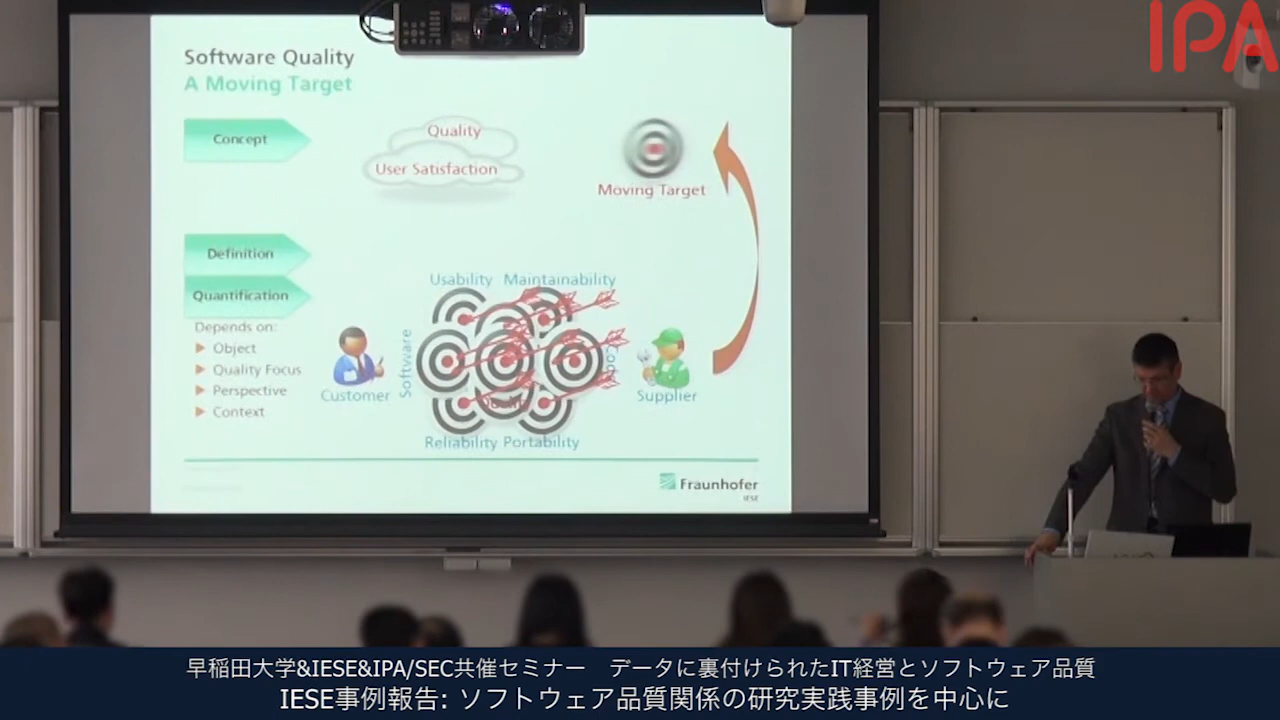 IPA
Software Quality
A Moving Target
Concept
Quality
User Satisfaction
Moving Target
Definition
Quantification
Depends on:
Object
Quality Focus
Perspective
Context
Usability Maintainability
Software
Customer
Supplier
Reliability Portability
Fraunhofer
IESE
早稲田大学&IESE&IPA/SEC共催セミナー データに裏付けられたIT経営とソフトウェア品質
IESE事例報告: ソフトウェア品質関係の研究実践事例を中心に